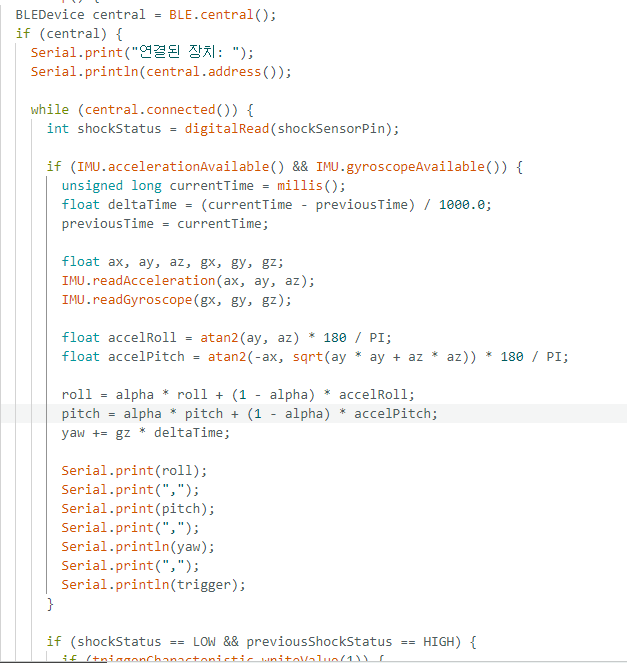 BLEDevice central = BLE.central();
if (central) {
Serial.print("연결된 장치: ");
Serial.println(central.address());
while (central.connected()) {
int shockStatus = digitalRead(shockSensorPin);
if (IMU.accelerationAvailable() && IMU.gyroscopeAvailable()) {
unsigned long currentTime = millis();
float deltaTime = (currentTime - previousTime) / 1000.0;
previousTime = currentTime;
float ax, ay, az, gx, gy, gz;
IMU.readAcceleration(ax, ay, az);
IMU.readGyroscope(gx, gy, gz);
float accelRoll = atan2(ay, az) * 180 / PI;
float accelPitch = atan2(-ax, sqrt(ay * ay + az * az)) * 180 / PI;
roll = alpha * roll + (1 - alpha) * accelRoll;
pitch = alpha * pitch + (1 - alpha) * accelPitch;
yaw += gz * deltaTime;
Serial.print(roll);
Serial.print(",");
Serial.print(pitch);
Serial.print(",");
Serial.println(yaw);
Serial.print(",");
Serial.println(trigger);
}
if (shockStatus == LOW && previousShockStatus == HIGH) {
if (triggerCharacteristic.writeValue(1)) {